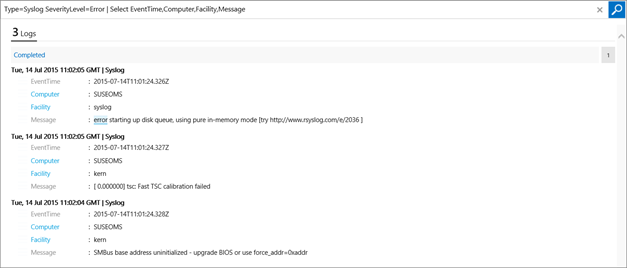 Type=Syslog SeverityLevel=Error | Select EventTime,Computer,Facility,Message
3 Logs
Completed 1
Tue, 14 Jul 2015 11:02:05 GMT | Syslog
EventTime : 2015-07-14T11:01:24.326Z
Computer : SUSEOMS
Facility : syslog
Message : error starting up disk queue, using pure in-memory mode [try http://www.rsyslog.com/e/2036 ]
Tue, 14 Jul 2015 11:02:05 GMT | Syslog
EventTime : 2015-07-14T11:01:24.327Z
Computer : SUSEOMS
Facility : kern
Message : [ 0.000000] tsc: Fast TSC calibration failed
Tue, 14 Jul 2015 11:02:04 GMT | Syslog
EventTime : 2015-07-14T11:01:24.328Z
Computer : SUSEOMS
Facility : kern
Message : SMBus base address uninitialized - upgrade BIOS or use force_addr=0xaddr